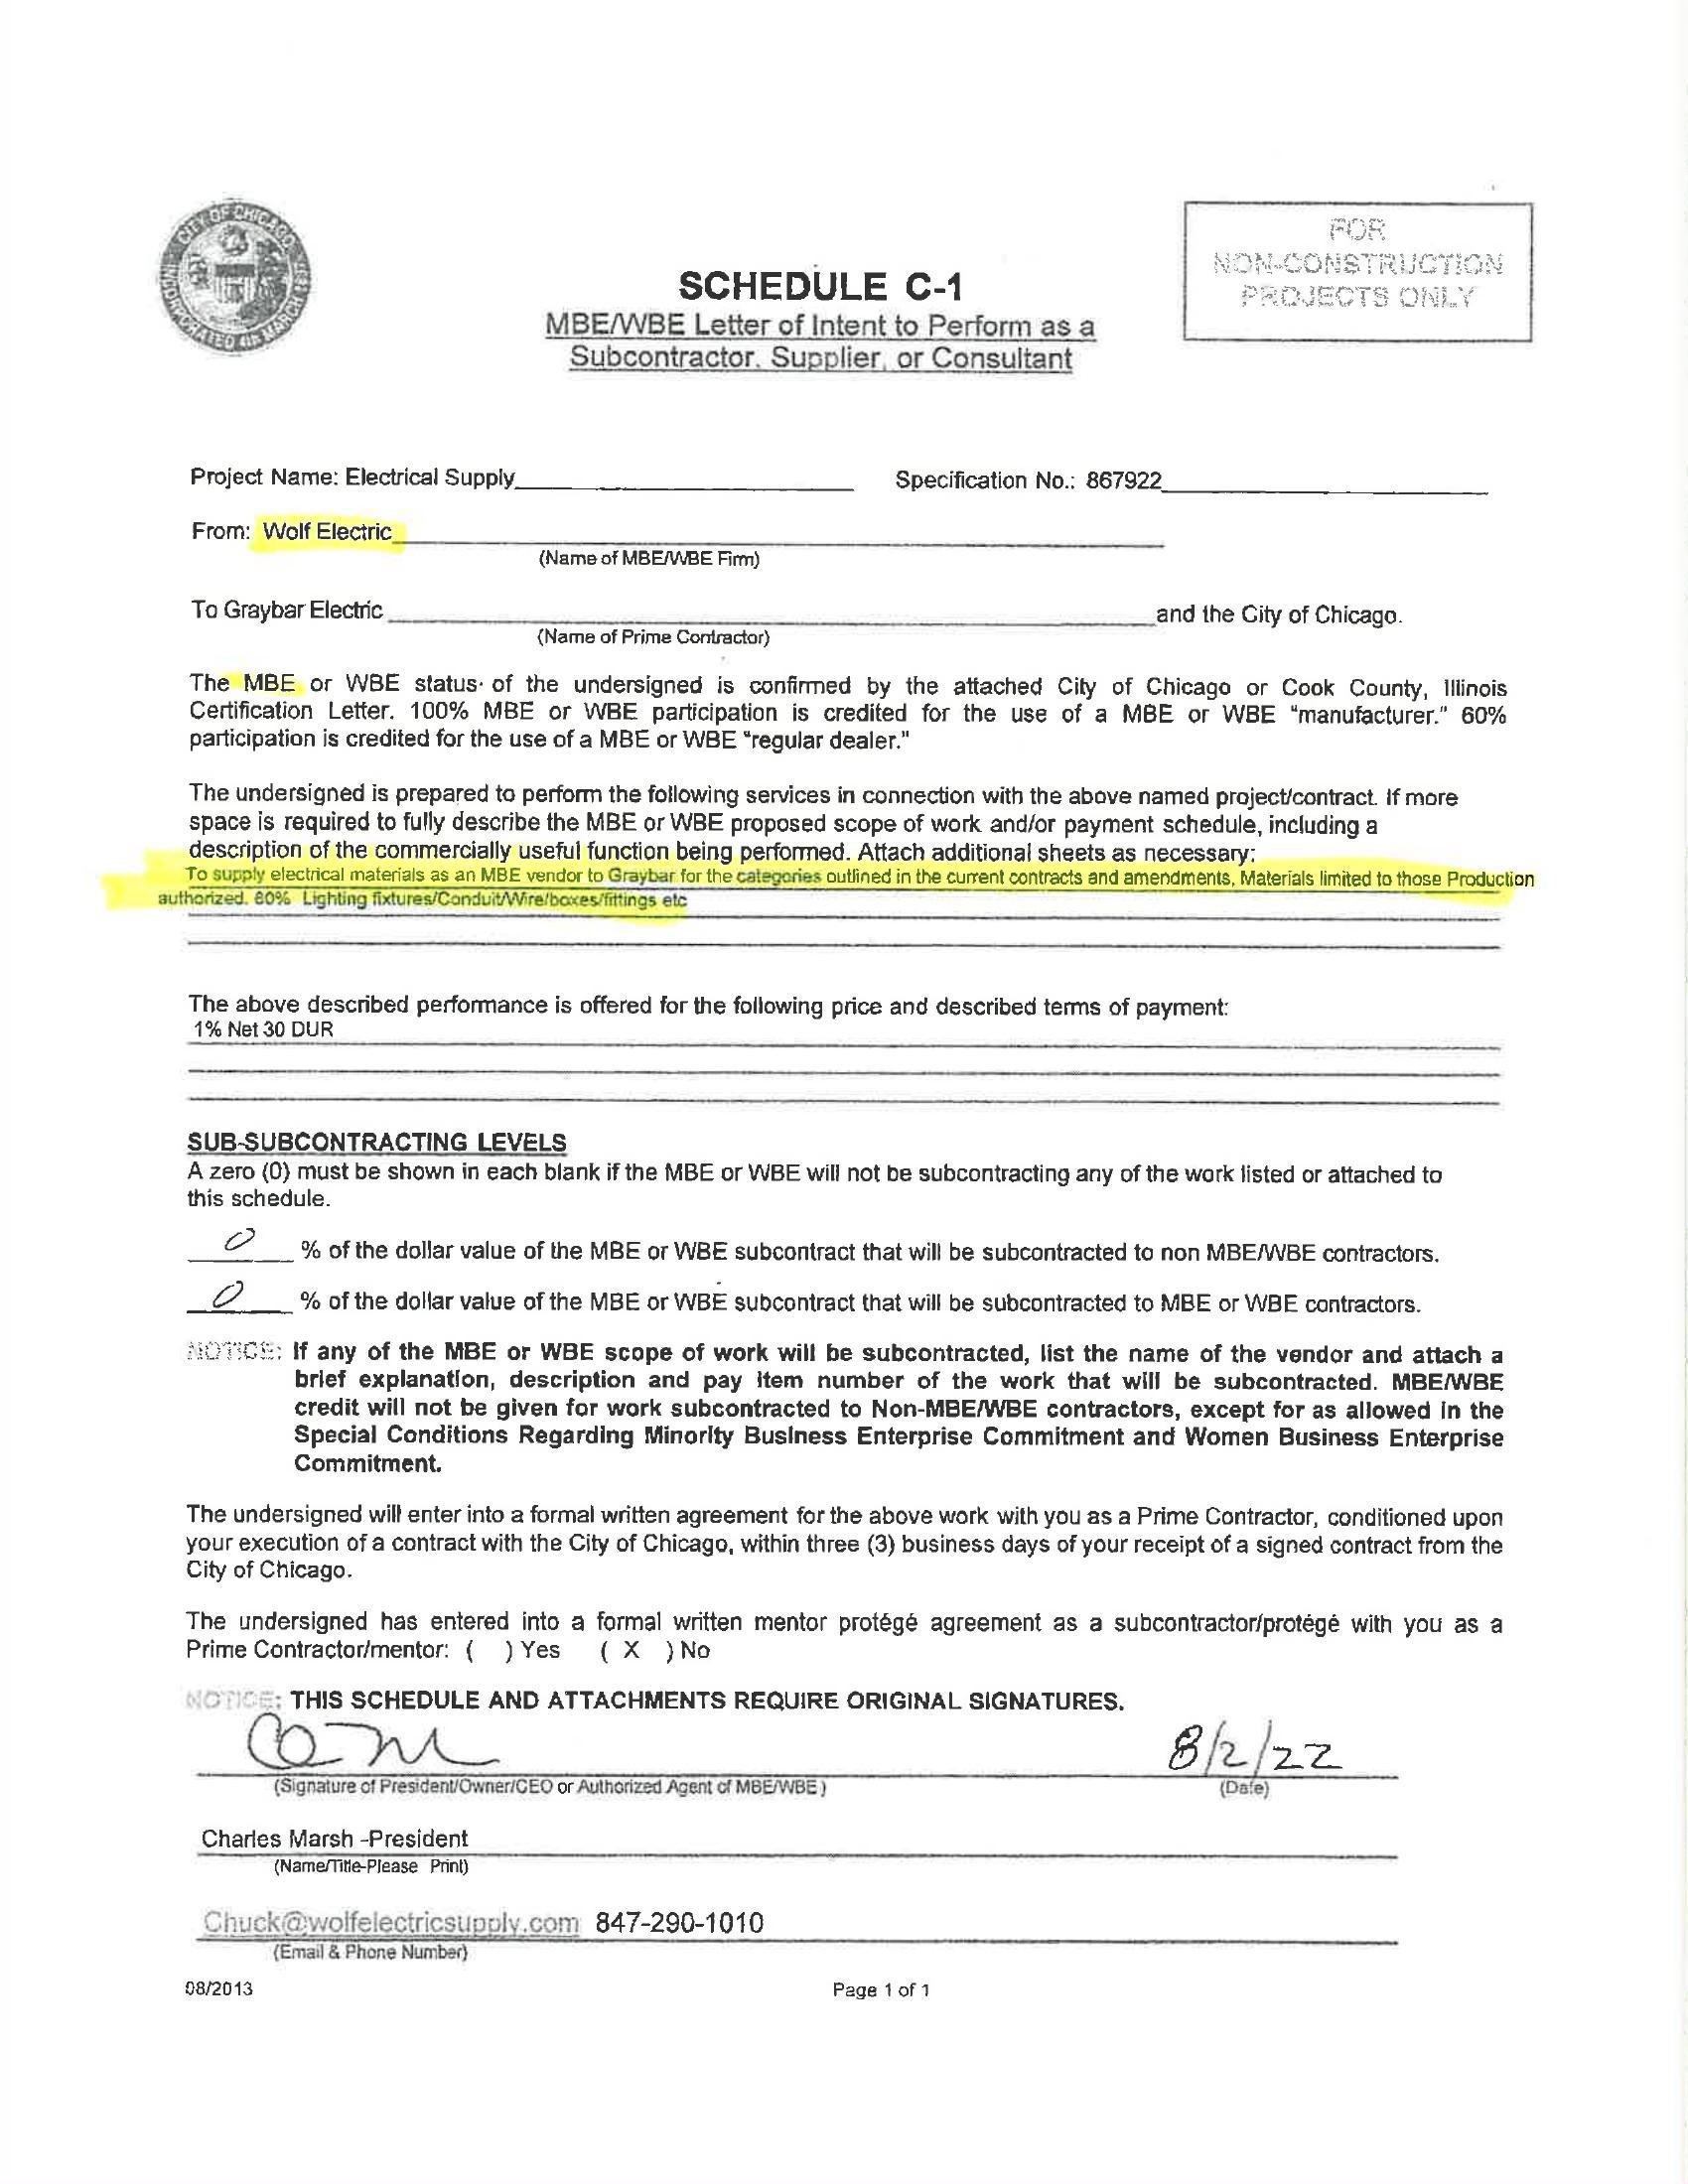 CITY OF CHICAGO
INCORPORATED 4th MARCH 1837
FOR
NON-CONSTRUCTION
PROJECTS ONLY
SCHEDULE C-1
MBE/WBE Letter of Intent to Perform as a
Subcontractor, Supplier, or Consultant
Project Name: Electrical Supply Specification No.: 867922
From: Wolf Electric
(Name of MBE/WBE Firm)
To Graybar Electric and the City of Chicago.
(Name of Prime Contractor)
The MBE or WBE status of the undersigned is confirmed by the attached City of Chicago or Cook County, Illinois
Certification Letter. 100% MBE or WBE participation is credited for the use of a MBE or WBE "manufacturer." 60%
participation is credited for the use of a MBE or WBE "regular dealer."
The undersigned is prepared to perform the following services in connection with the above named project/contract. If more
space is required to fully describe the MBE or WBE proposed scope of work and/or payment schedule, including a
description of the commercially useful function being performed. Attach additional sheets as necessary:
To supply electrical materials as an MBE vendor to Graybar for the categories outlined in the current contracts and amendments, Materials limited to those Production
authorized. 60% Lighting fixtures/Conduit/Wire/boxes/fittings etc
The above described performance is offered for the following price and described terms of payment:
1% Net 30 DUR
SUB-SUBCONTRACTING LEVELS
A zero (0) must be shown in each blank if the MBE or WBE will not be subcontracting any of the work listed or attached to
this schedule.
0 % of the dollar value of the MBE or WBE subcontract that will be subcontracted to non MBE/WBE contractors.
0 % of the dollar value of the MBE or WBE subcontract that will be subcontracted to MBE or WBE contractors.
NOTICE: If any of the MBE or WBE scope of work will be subcontracted, list the name of the vendor and attach a
brief explanation, description and pay item number of the work that will be subcontracted. MBE/WBE
credit will not be given for work subcontracted to Non-MBE/WBE contractors, except for as allowed in the
Special Conditions Regarding Minority Business Enterprise Commitment and Women Business Enterprise
Commitment.
The undersigned will enter into a formal written agreement for the above work with you as a Prime Contractor, conditioned upon
your execution of a contract with the City of Chicago, within three (3) business days of your receipt of a signed contract from the
City of Chicago.
The undersigned has entered into a formal written mentor protégé agreement as a subcontractor/protégé with you as a
Prime Contractor/mentor: ( ) Yes ( X ) No
NOTICE: THIS SCHEDULE AND ATTACHMENTS REQUIRE ORIGINAL SIGNATURES.
8/2/22
(Signature of President/Owner/CEO or Authorized Agent of MBE/WBE) (Date)
Charles Marsh -President
(Name/Title-Please Print)
Chuck@wolfelectricsupply.com 847-290-1010
(Email & Phone Number)
08/2013 Page 1 of 1